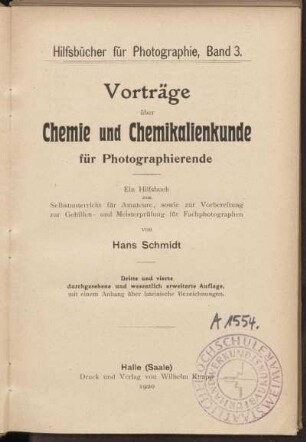 Hilfsbücher für Photographie, Band 3.
Vorträge
über
Chemie und Chemikalienkunde
für Photographierende
Ein Hilfsbuch
zum
Selbstunterricht für Amateure, sowie zur Vorbereitung
zur Gehilfen- und Meisterprüfung für Fachphotographen
von
Hans Schmidt
Dritte und vierte
durchgesehene und wesentlich erweiterte Auflage,
mit einem Anhang über lateinische Bezeichnungen.
A 1554.
Halle (Saale)
Druck und Verlag von Wilhelm Knapp
1920